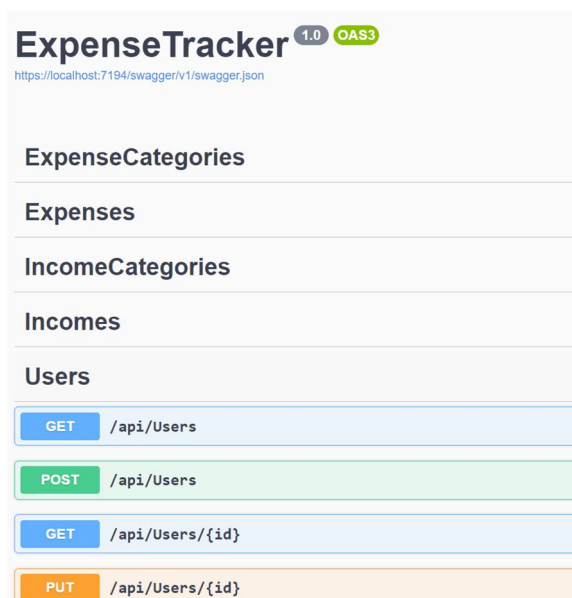 ExpenseTracker 1.0 OAS3
https://localhost:7194/swagger/v1/swagger.json
ExpenseCategories
Expenses
IncomeCategories
Incomes
Users
GET /api/Users
POST /api/Users
GET /api/Users/{id}
PUT /api/Users/{id}